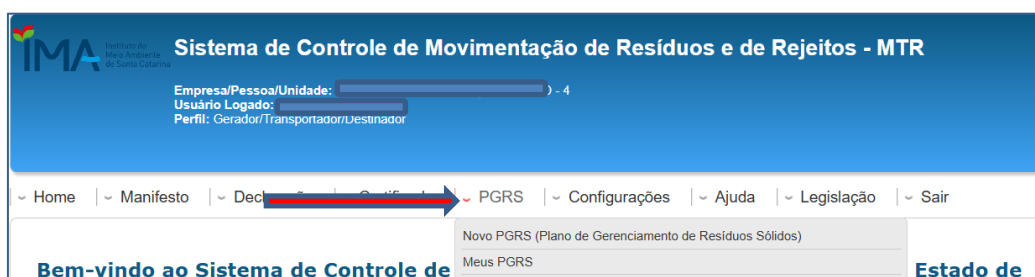 IMA Instituto do
Meio Ambiente
de Santa Catarina
Sistema de Controle de Movimentação de Resíduos e de Rejeitos - MTR
Empresa/Pessoa/Unidade: - 4
Usuário Logado:
Perfil: Gerador/Transportador/Destinador
Home Manifesto PGRS Configurações Ajuda Legislação Sair
Novo PGRS (Plano de Gerenciamento de Resíduos Sólidos)
Meus PGRS
Bem-vindo ao Sistema de Controle de Estado de